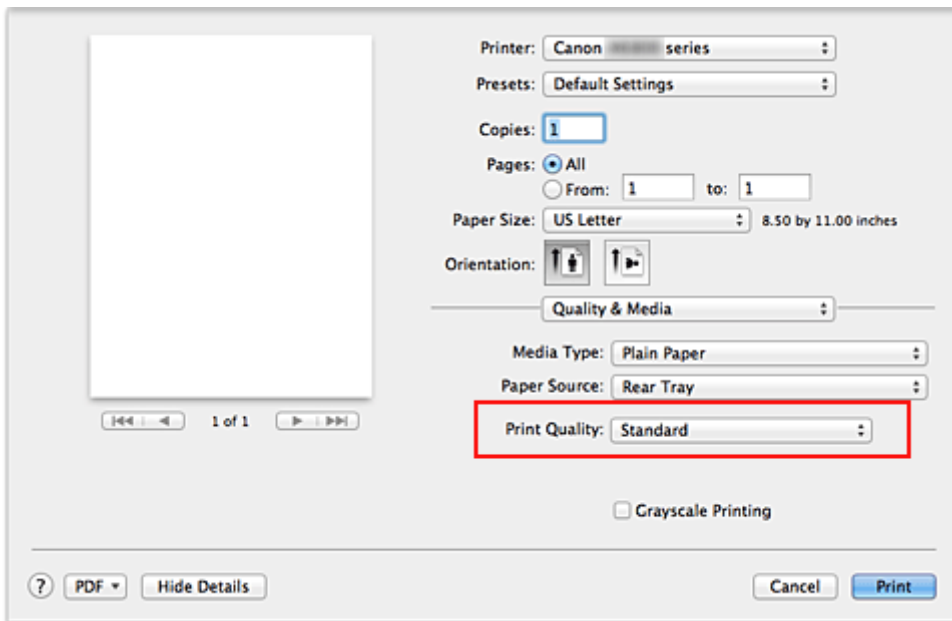 Printer: Canon series
Presets: Default Settings
Copies: 1
Pages: All
From: 1 to: 1
Paper Size: US Letter 8.50 by 11.00 inches
Orientation:
Quality & Media
Media Type: Plain Paper
Paper Source: Rear Tray
1 of 1
Print Quality: Standard
Grayscale Printing
? PDF Hide Details Cancel Print